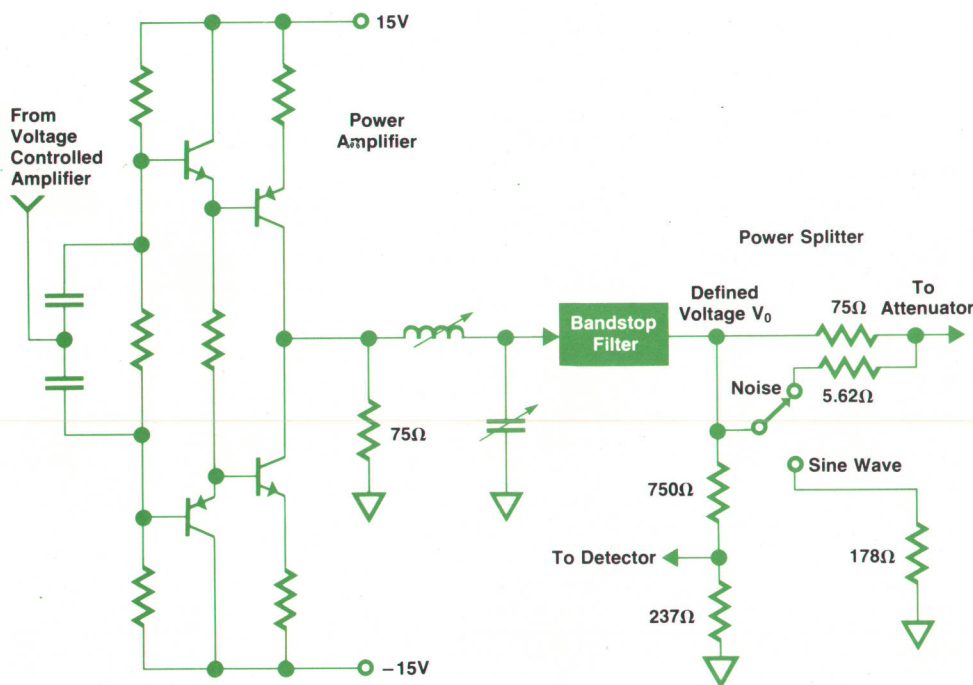 15V
From
Voltage
Controlled
Amplifier
Power
Amplifier
Power Splitter
Defined
Voltage V₀
75Ω
To
Attenuator
Bandstop
Filter
Noise
5.62Ω
75Ω
Sine Wave
750Ω
To Detector
178Ω
237Ω
−15V